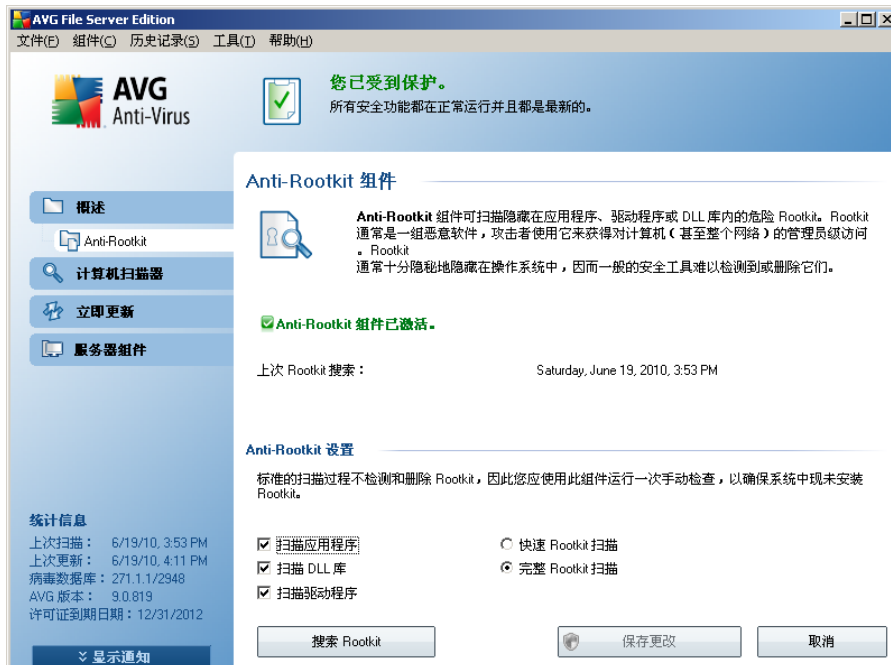 AVG File Server Edition
文件(F) 组件(C) 历史记录(S) 工具(T) 帮助(H)
AVG
Anti-Virus
您已受到保护。
所有安全功能都在正常运行并且都是最新的。
概述
Anti-Rootkit
计算机扫描器
立即更新
服务器组件
Anti-Rootkit 组件
Anti-Rootkit 组件可扫描隐藏在应用程序、驱动程序或 DLL 库内的危险 Rootkit。Rootkit
通常是一组恶意软件，攻击者使用它来获得对计算机（甚至整个网络）的管理员级访问
。Rootkit
通常十分隐秘地隐藏在操作系统中，因而一般的安全工具难以检测到或删除它们。
Anti-Rootkit 组件已激活。
上次 Rootkit 搜索： Saturday, June 19, 2010, 3:53 PM
Anti-Rootkit 设置
标准的扫描过程不检测和删除 Rootkit，因此您应使用此组件运行一次手动检查，以确保系统中现未安装
Rootkit。
扫描应用程序
快速 Rootkit 扫描
扫描 DLL 库
完整 Rootkit 扫描
扫描驱动程序
搜索 Rootkit
保存更改
取消
统计信息
上次扫描： 6/19/10, 3:53 PM
上次更新： 6/19/10, 4:11 PM
病毒数据库：271.1.1/2948
AVG 版本： 9.0.819
许可证到期日期：12/31/2012
显示通知